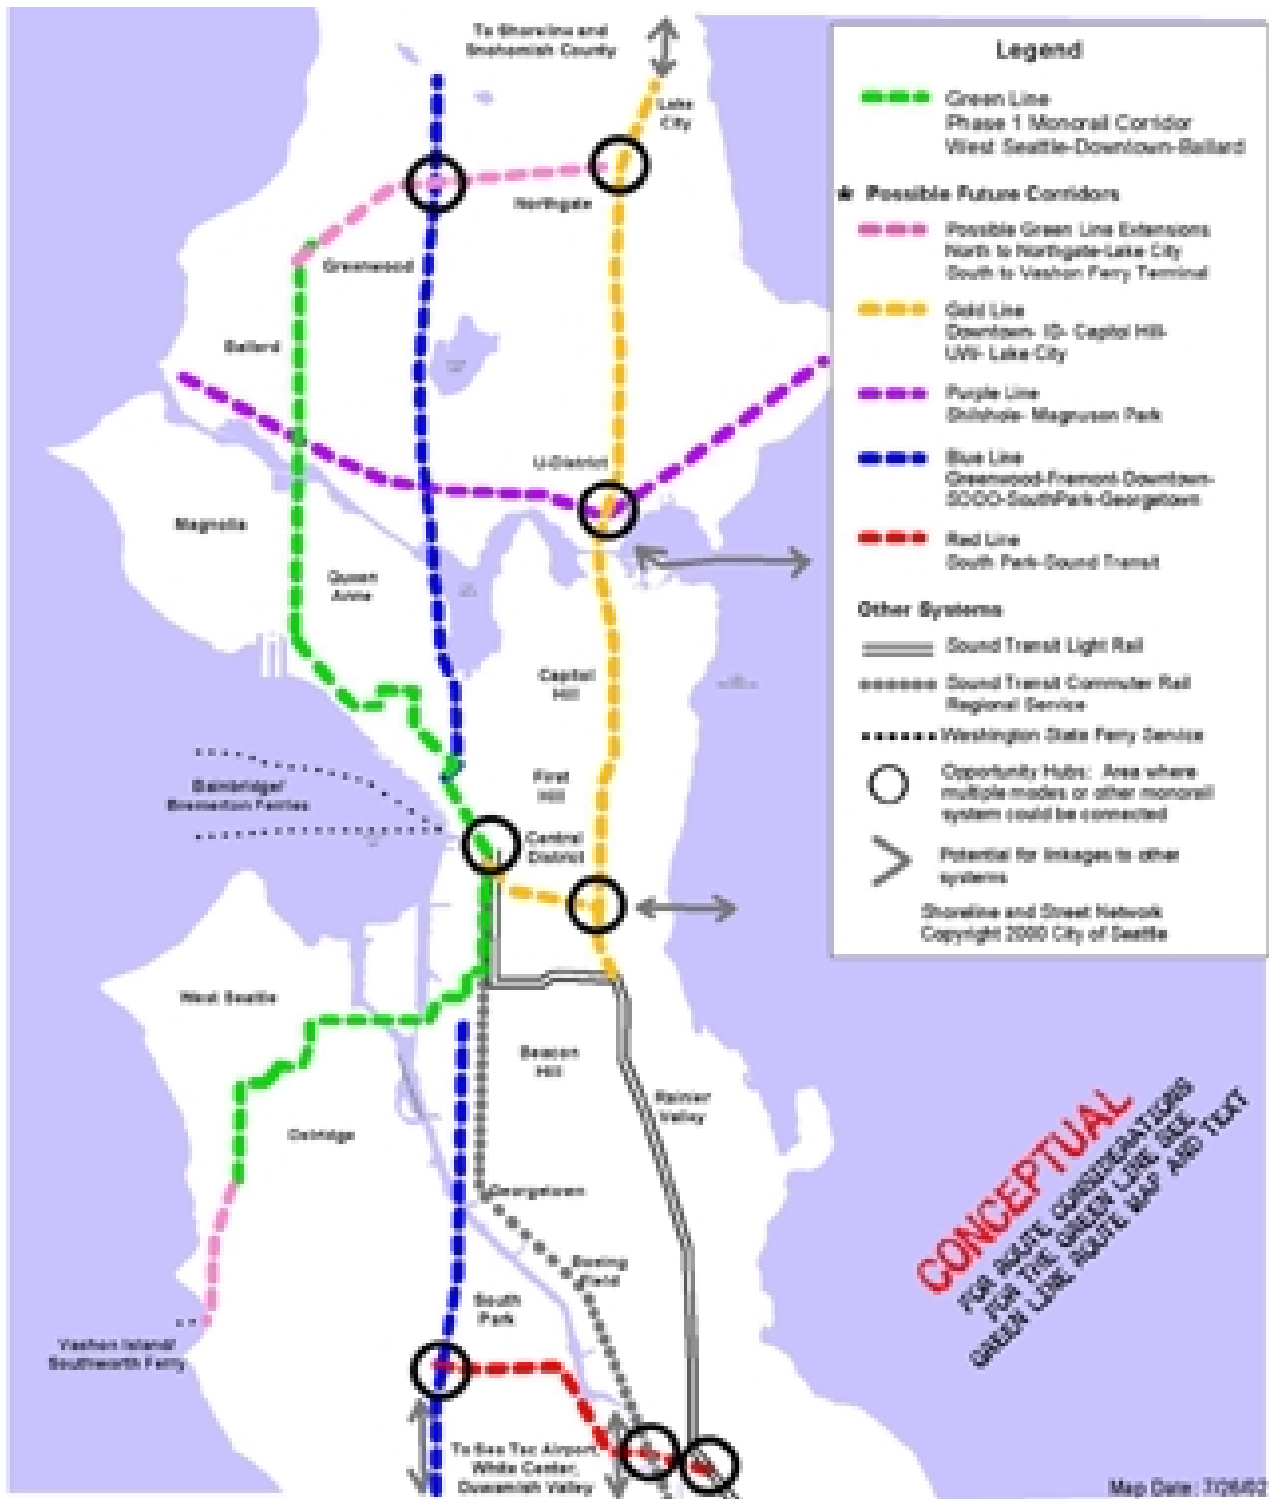 To Shoreline and
Snohomish County
Lake
City
Northgate
Greenwood
Ballard
U-District
Magnolia
Queen
Anne
Capitol
Hill
First
Hill
Bainbridge/
Bremerton Ferries
Central
District
West Seattle
Beacon
Hill
Rainier
Valley
Delridge
Georgetown
Boeing
Field
South
Park
Vashon Island/
Southworth Ferry
To Sea Tac Airport,
White Center,
Duwamish Valley
Legend
Green Line
Phase 1 Monorail Corridor
West Seattle-Downtown-Ballard
★ Possible Future Corridors
Possible Green Line Extensions
North to Northgate-Lake City
South to Vashon Ferry Terminal
Gold Line
Downtown- ID- Capitol Hill-
UW- Lake City
Purple Line
Shilshole- Magnuson Park
Blue Line
Greenwood-Fremont-Downtown-
SODO-SouthPark-Georgetown
Red Line
South Park-Sound Transit
Other Systems
Sound Transit Light Rail
Sound Transit Commuter Rail
Regional Service
Washington State Ferry Service
Opportunity Hubs: Area where
multiple modes or other monorail
system could be connected
Potential for linkages to other
systems
Shoreline and Street Network
Copyright 2000 City of Seattle
CONCEPTUAL
FOR ROUTE CONSIDERATIONS
FOR THE GREEN LINE SEE
GREEN LINE ROUTE MAP AND TEXT
Map Date: 7/26/02